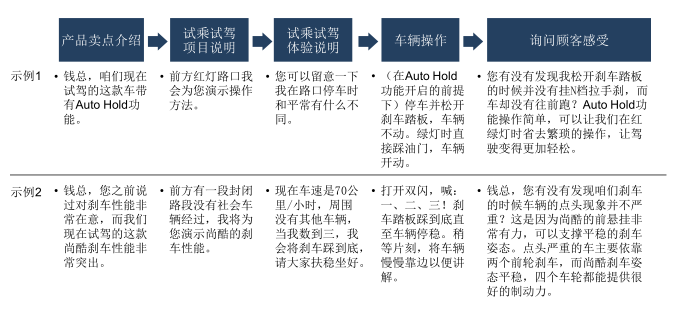 产品卖点介绍
试乘试驾
项目说明
试乘试驾
体验说明
车辆操作
询问顾客感受
示例1
• 钱总，咱们现在
试驾的这款车带
有Auto Hold功
能。
• 前方红灯路口我
会为您演示操作
方法。
• 您可以留意一下
我在路口停车时
和平常有什么不
同。
• （在Auto Hold
功能开启的前提
下）停车并松开
刹车踏板，车辆
不动。绿灯时直
接踩油门，车辆
开动。
• 您有没有发现我松开刹车踏板
的时候并没有挂N档拉手刹，而
车却没有往前跑？Auto Hold功
能操作简单，可以让我们在红
绿灯时省去繁琐的操作，让驾
驶变得更加轻松。
示例2
• 钱总，您之前说
过对刹车性能非
常在意，而我们
现在试驾的这款
尚酷刹车性能非
常突出。
• 前方有一段封闭
路段没有社会车
辆经过，我将为
您演示尚酷的刹
车性能。
• 现在车速是70公
里/小时，周围
没有其他车辆，
当我数到三，我
会将刹车踩到底，
请大家扶稳坐好。
• 打开双闪，喊：
一、二、三！刹
车踏板踩到底直
至车辆停稳。稍
等片刻，将车辆
慢慢靠边以便讲
解。
• 钱总，您有没有发现咱们刹车
的时候车辆的点头现象并不严
重？这是因为尚酷的前悬挂非
常有力，可以支撑平稳的刹车
姿态。点头严重的车主要依靠
两个前轮刹车，而尚酷刹车姿
态平稳，四个车轮都能提供很
好的制动力。